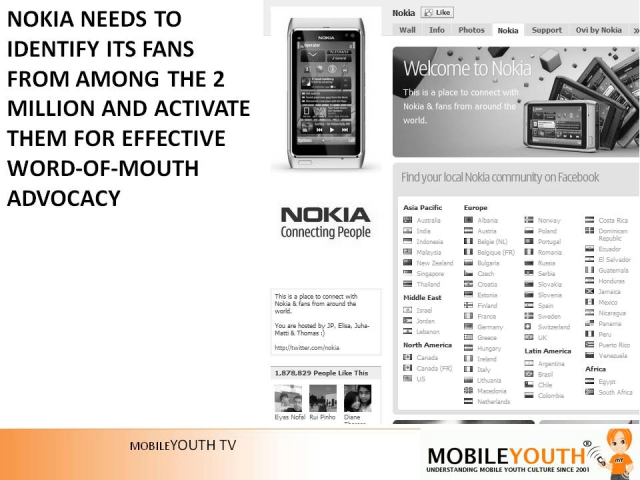 NOKIA NEEDS TO
IDENTIFY ITS FANS
FROM AMONG THE 2
MILLION AND ACTIVATE
THEM FOR EFFECTIVE
WORD-OF-MOUTH
ADVOCACY
NOKIA
NOKIA
Connecting People
This is a place to connect with
Nokia & fans from around the
world.
You are hosted by JP, Elisa, Juha-
Matti & Thomas :)
http://twitter.com/nokia
1,878,829 People Like This
Eyes Nofal
Rui Pinho
Diane
Nokia Like
Wall Info Photos Nokia Support Ovi by Nokia »
Welcome to Nokia
This is a place to connect with
Nokia & fans from around the
world.
Find your local Nokia community on Facebook
Asia Pacific
Australia
India
Indonesia
Malaysia
New Zealand
Singapore
Thailand
Middle East
Israel
Jordan
Lebanon
North America
Canada
Canada (FR)
US
Europe
Albania
Austria
Belgie (NL)
Belgique (FR)
Bulgaria
Czech
Croatia
Estonia
Finland
France
Germany
Greece
Hungary
Ireland
Italy
Lithuania
Macedonia
Netherlands
Norway
Poland
Portugal
Romania
Russia
Serbia
Slovakia
Slovenia
Spain
Sweden
Switzerland
UK
Latin America
Argentina
Brazil
Chile
Colombia
Costa Rica
Dominican
Republic
Ecuador
El Salvador
Guatemala
Honduras
Jamaica
Mexico
Nicaragua
Panama
Peru
Puerto Rico
Venezuela
Africa
Egypt
South Africa
MOBILEYOUTH TV
MOBILEYOUTH®
UNDERSTANDING MOBILE YOUTH CULTURE SINCE 2001